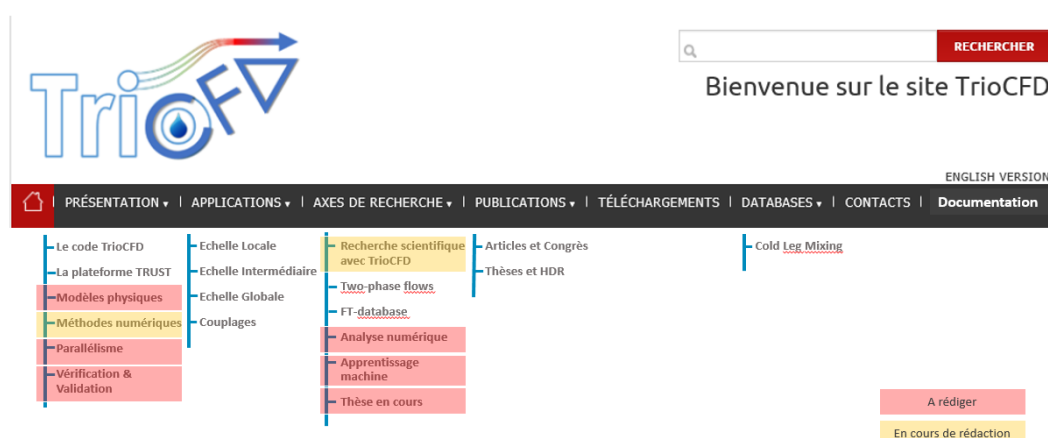 TrioCFD
RECHERCHER
Bienvenue sur le site TrioCFD
ENGLISH VERSION
PRÉSENTATION ▾ | APPLICATIONS ▾ | AXES DE RECHERCHE ▾ | PUBLICATIONS ▾ | TÉLÉCHARGEMENTS | DATABASES ▾ | CONTACTS | Documentation
Le code TrioCFD
La plateforme TRUST
Modèles physiques
Méthodes numériques
Parallélisme
Vérification &
Validation
Echelle Locale
Echelle Intermédiaire
Echelle Globale
Couplages
Recherche scientifique
avec TrioCFD
Two-phase flows
FT-database
Analyse numérique
Apprentissage
machine
Thèse en cours
Articles et Congrès
Thèses et HDR
Cold Leg Mixing
A rédiger
En cours de rédaction